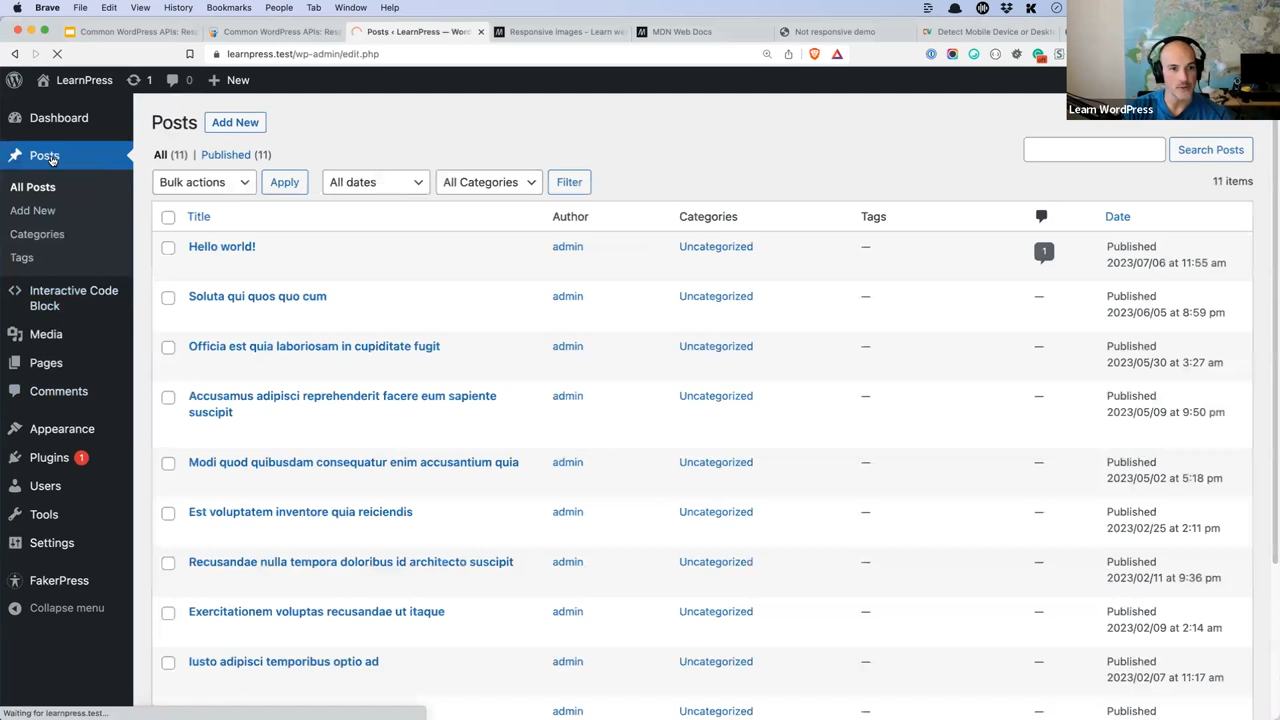 Brave File Edit View History Bookmarks People Tab Window Help
Common WordPress APIs: Res Common WordPress APIs: Res Posts ‹ LearnPress — Word Responsive images - Learn we MDN Web Docs Not responsive demo Detect Mobile Device or Deskt
learnpress.test/wp-admin/edit.php
LearnPress 1 0 New
Learn WordPress
Dashboard
Posts
All Posts
Add New
Categories
Tags
Interactive Code
Block
Media
Pages
Comments
Appearance
Plugins 1
Users
Tools
Settings
FakerPress
Collapse menu
Posts Add New
All (11) | Published (11)
Search Posts
Bulk actions Apply All dates All Categories Filter
11 items
Title Author Categories Tags Date
Hello world! admin Uncategorized — 1 Published
2023/07/06 at 11:55 am
Soluta qui quos quo cum admin Uncategorized — — Published
2023/06/05 at 8:59 pm
Officia est quia laboriosam in cupiditate fugit admin Uncategorized — — Published
2023/05/30 at 3:27 am
Accusamus adipisci reprehenderit facere eum sapiente admin Uncategorized — — Published
suscipit 2023/05/09 at 9:50 pm
Modi quod quibusdam consequatur enim accusantium quia admin Uncategorized — — Published
2023/05/02 at 5:18 pm
Est voluptatem inventore quia reiciendis admin Uncategorized — — Published
2023/02/25 at 2:11 pm
Recusandae nulla tempora doloribus id architecto suscipit admin Uncategorized — — Published
2023/02/11 at 9:36 pm
Exercitationem voluptas recusandae ut itaque admin Uncategorized — — Published
2023/02/09 at 2:14 am
Iusto adipisci temporibus optio ad admin Uncategorized — — Published
2023/02/07 at 11:17 am
admin Uncategorized — — Published
Waiting for learnpress.test...